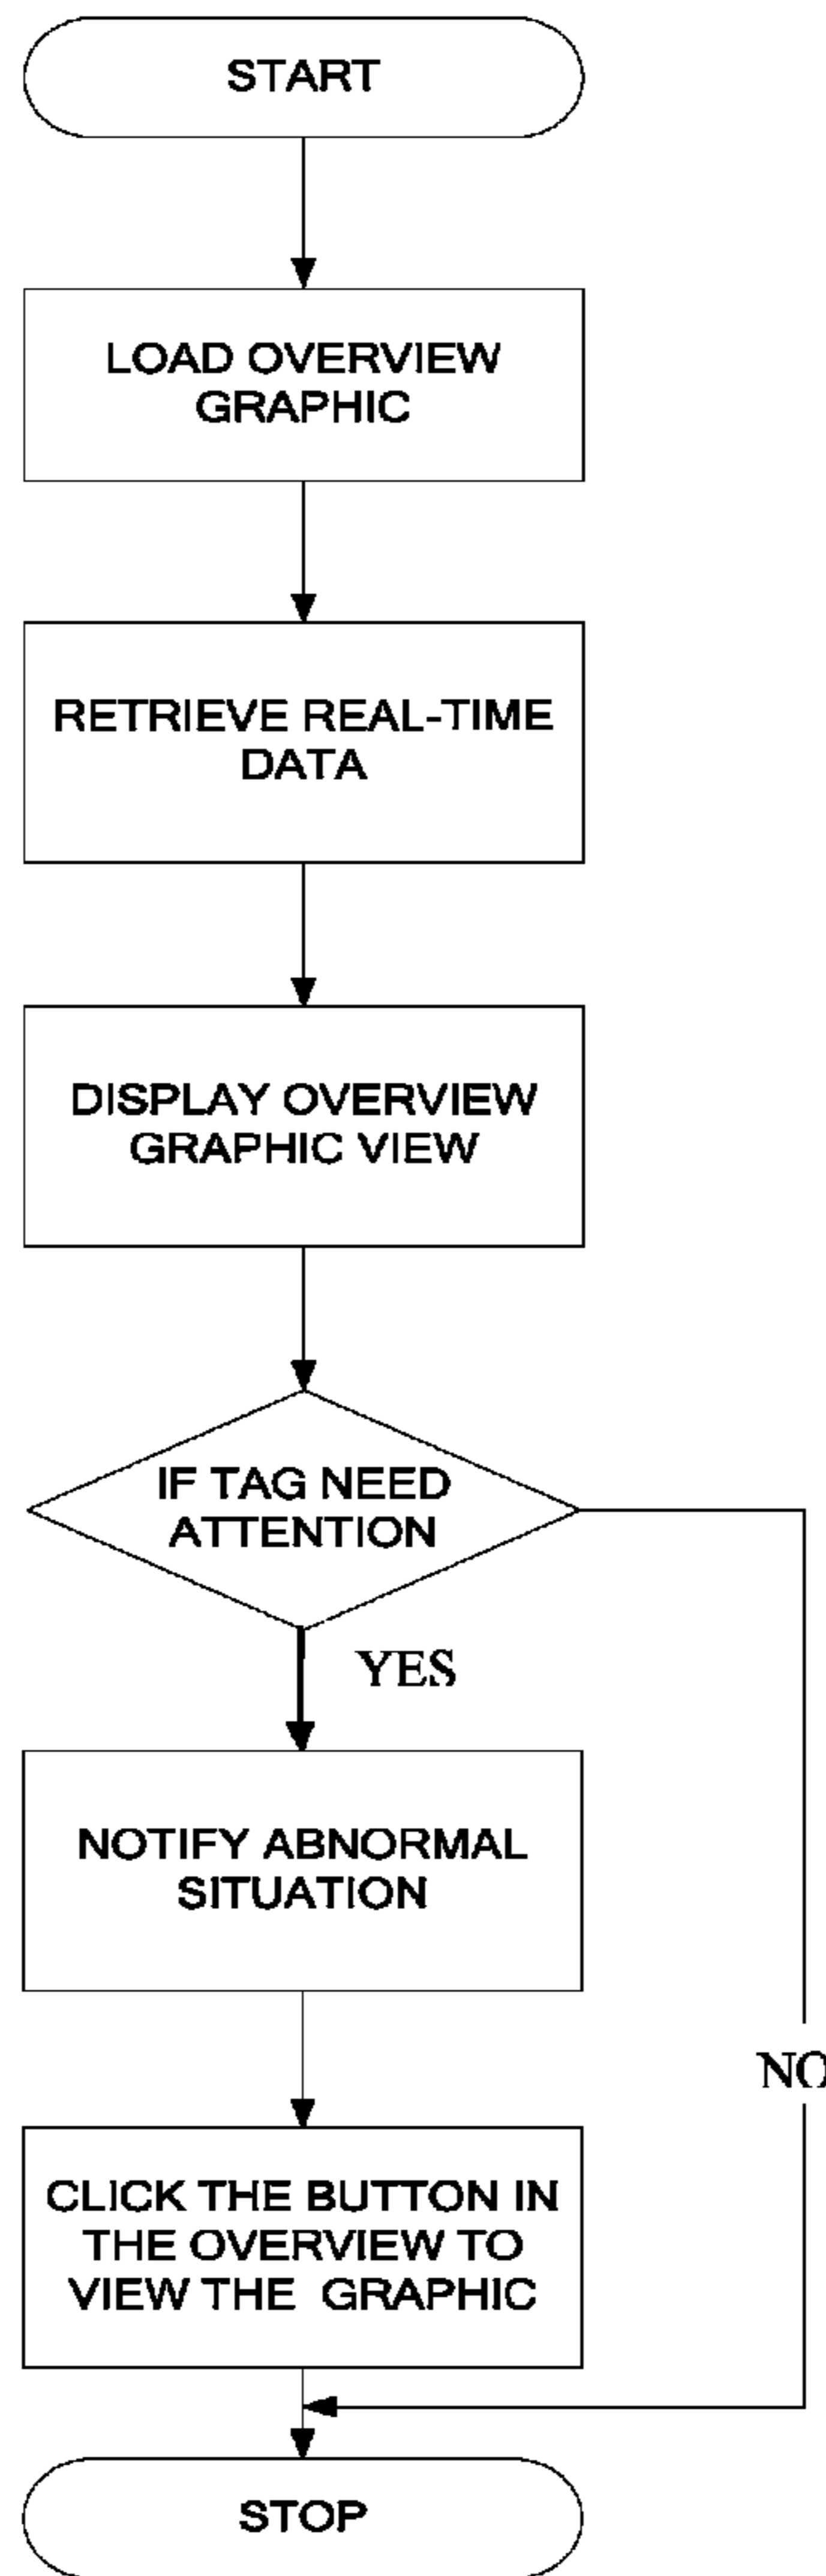 START
LOAD OVERVIEW
GRAPHIC
RETRIEVE REAL-TIME
DATA
DISPLAY OVERVIEW
GRAPHIC VIEW
IF TAG NEED
ATTENTION
YES
NOTIFY ABNORMAL
SITUATION
NO
CLICK THE BUTTON IN
THE OVERVIEW TO
VIEW THE GRAPHIC
STOP